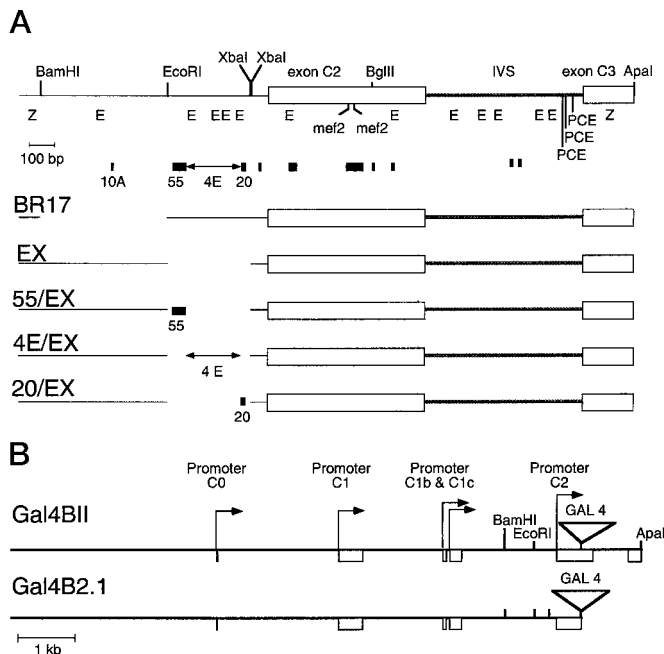 A
XbaI XbaI
BamHI EcoRI exon C2 BglII IVS exon C3 ApaI
Z E E EEE E E E E E E E Z
mef2 mef2 PCE
PCE
PCE
100 bp
10A 55 4E 20
BR17
EX
55/EX
55
4E/EX
4 E
20/EX
20
B
Promoter C0 Promoter C1 Promoter C1b & C1c Promoter C2
Gal4BII
BamHI
EcoRI
GAL 4
ApaI
Gal4B2.1
GAL 4
1 kb